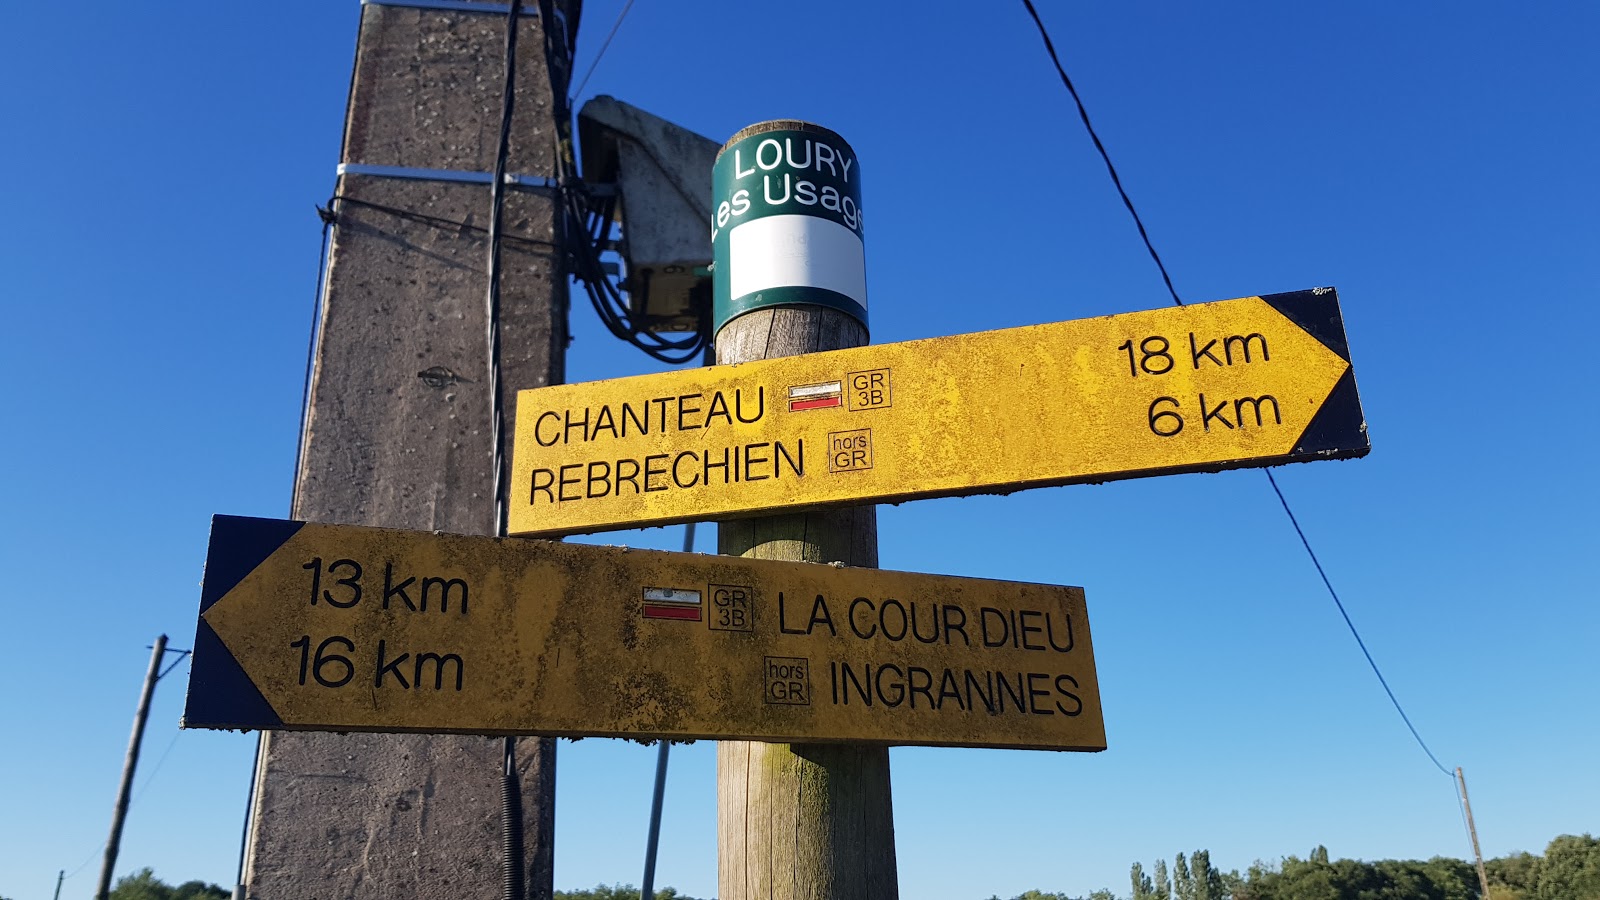 LOURY
Les Usage
CHANTEAU GR 3B 18 km
REBRECHIEN hors GR 6 km
13 km GR 3B LA COUR DIEU
16 km hors GR INGRANNES